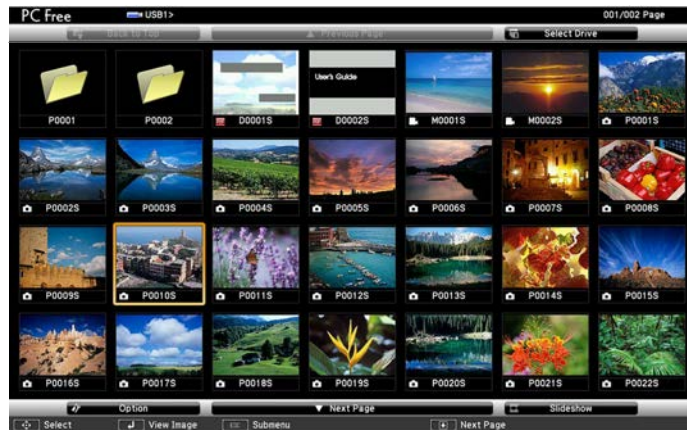 PC Free USB1> 001/002 Page
Back to Top ▲ Previous Page Select Drive
User's Guide
P0001 P0002 D0001S D0002S M0001S M0002S P0001S
P0002S P0003S P0004S P0005S P0006S P0007S P0008S
P0009S P0010S P0011S P0012S P0013S P0014S P0015S
P0016S P0017S P0018S P0019S P0020S P0021S P0022S
Option ▼ Next Page Slideshow
Select View Image Submenu Next Page